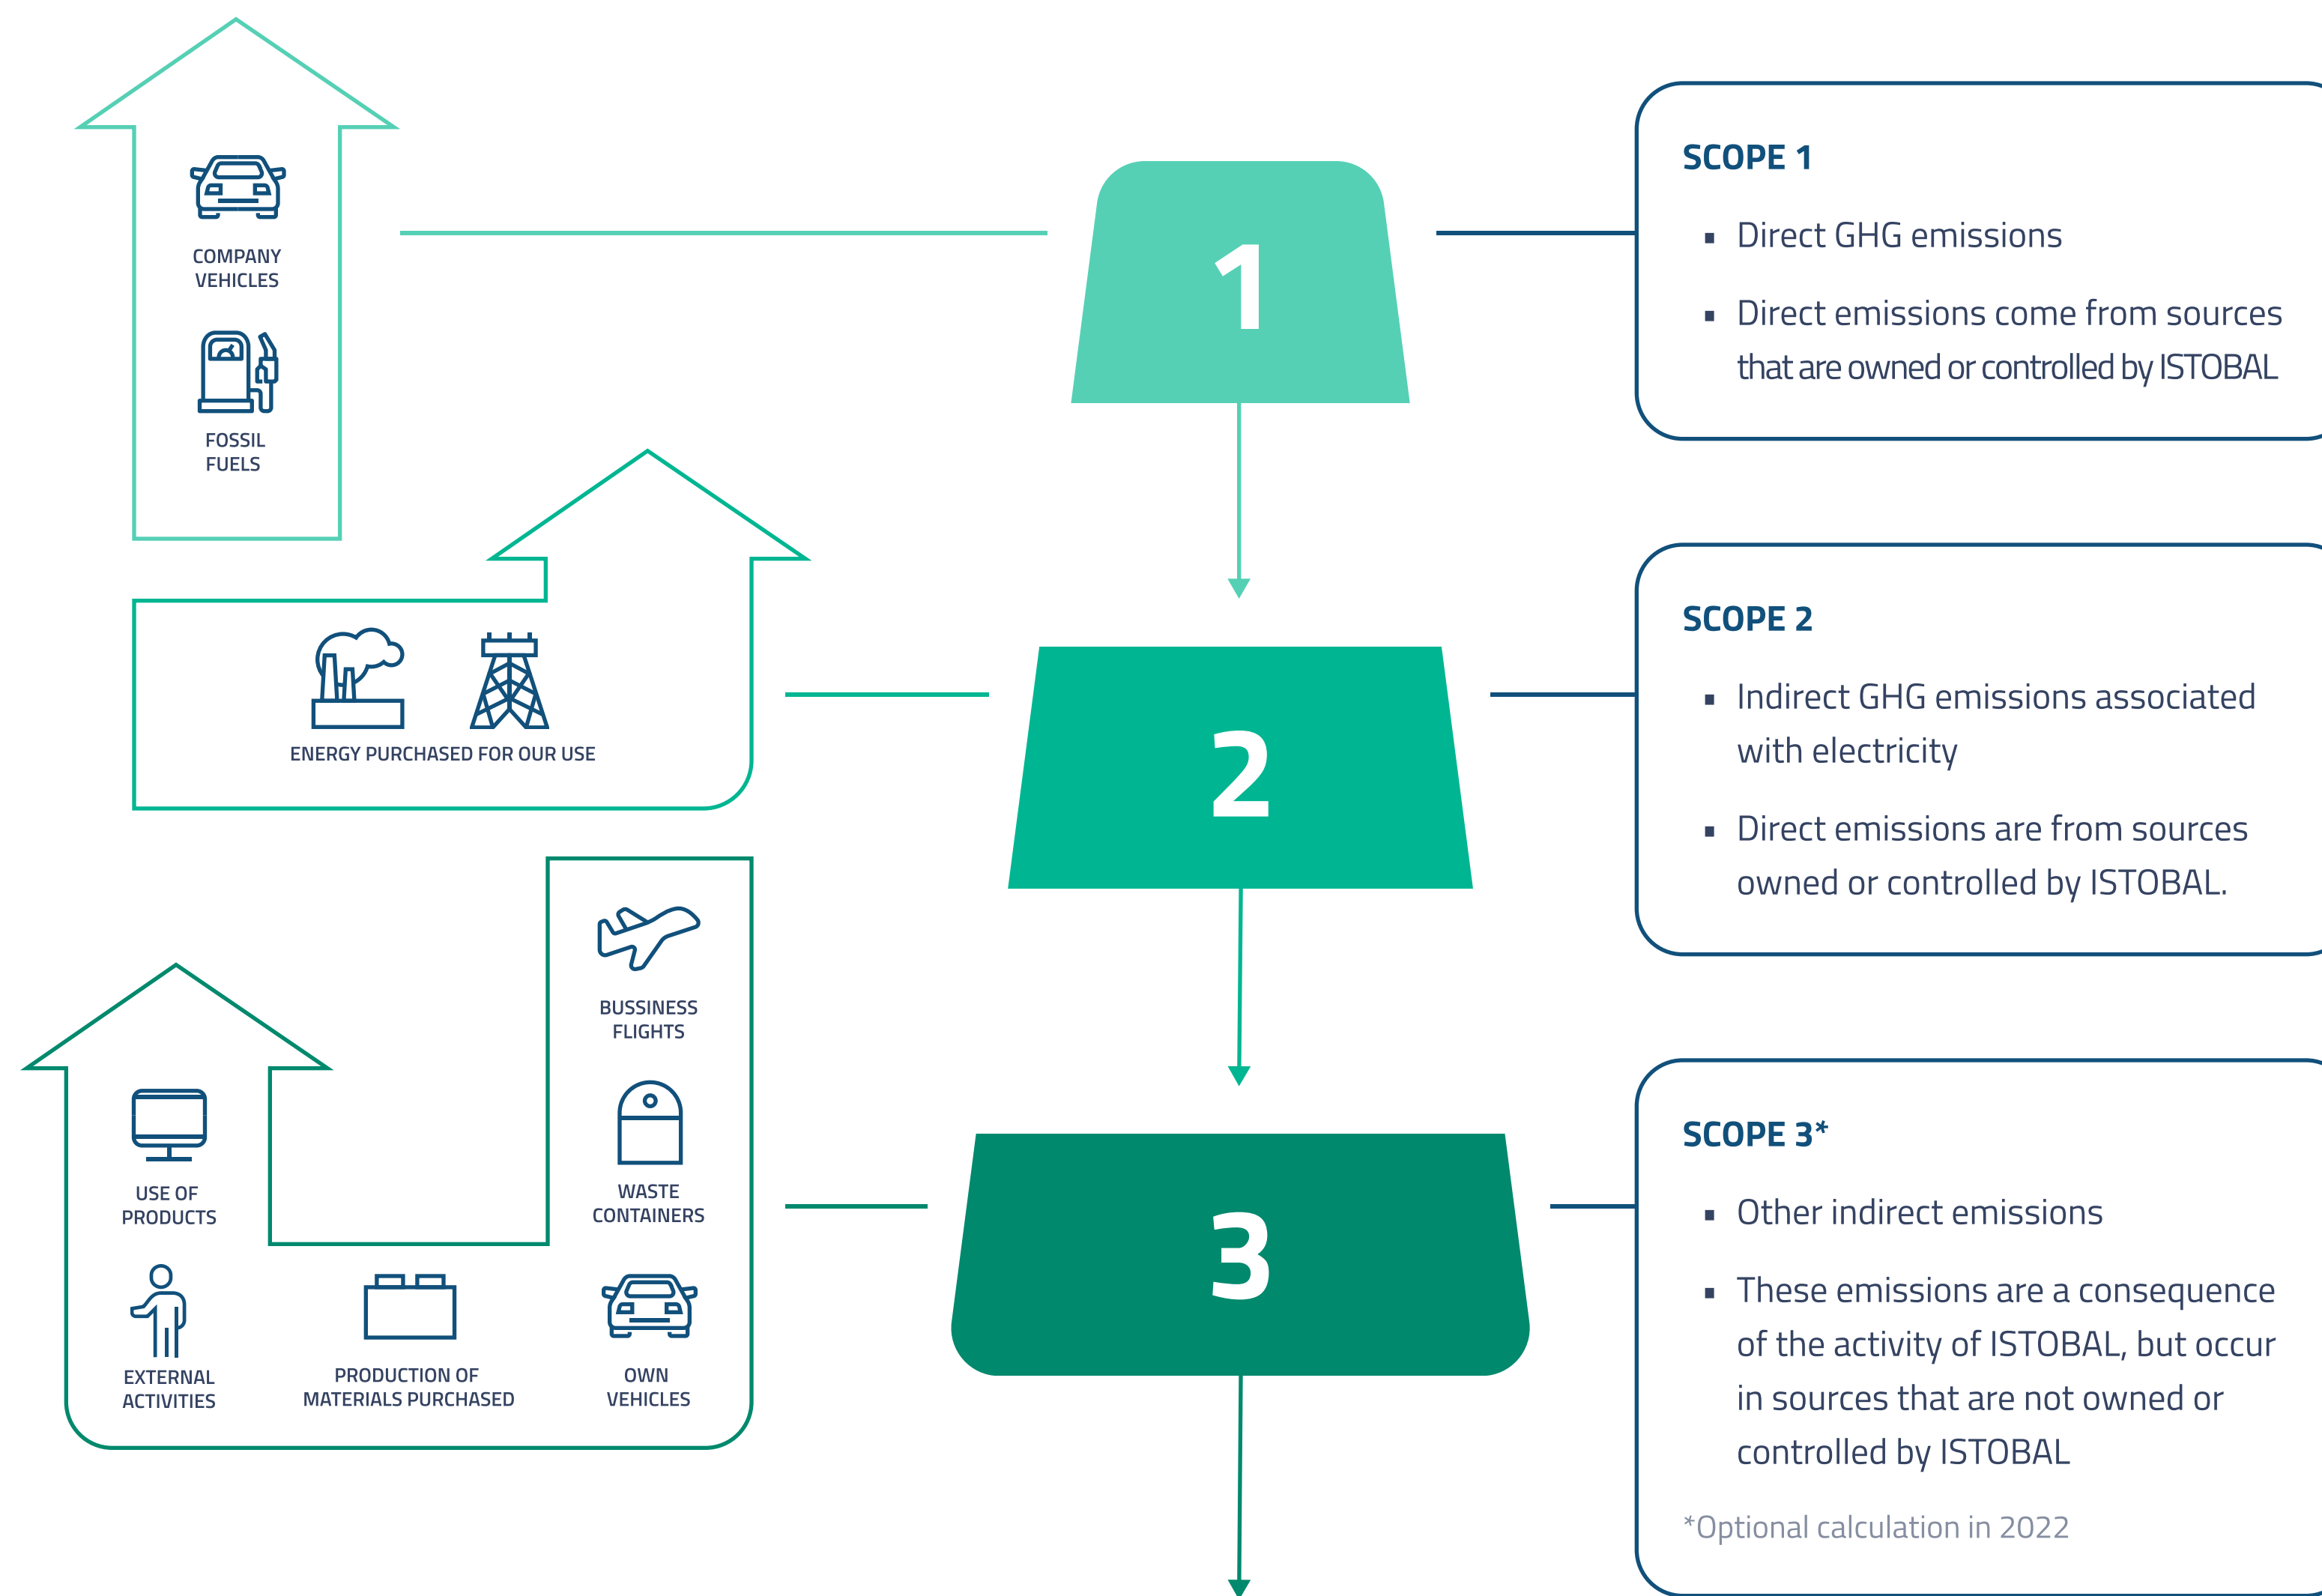 COMPANY
VEHICLES
FOSSIL
FUELS
1
SCOPE 1
▪ Direct GHG emissions
▪ Direct emissions come from sources
that are owned or controlled by ISTOBAL
ENERGY PURCHASED FOR OUR USE
2
SCOPE 2
▪ Indirect GHG emissions associated
with electricity
▪ Direct emissions are from sources
owned or controlled by ISTOBAL.
BUSSINESS
FLIGHTS
WASTE
CONTAINERS
USE OF
PRODUCTS
EXTERNAL
ACTIVITIES
PRODUCTION OF
MATERIALS PURCHASED
OWN
VEHICLES
3
SCOPE 3*
▪ Other indirect emissions
▪ These emissions are a consequence
of the activity of ISTOBAL, but occur
in sources that are not owned or
controlled by ISTOBAL
*Optional calculation in 2022